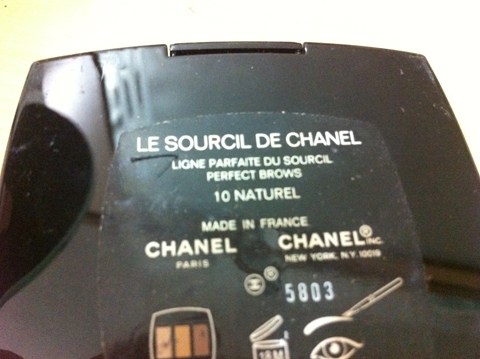 LE SOURCIL DE CHANEL
LIGNE PARFAITE DU SOURCIL
PERFECT BROWS
10 NATUREL
MADE IN FRANCE
CHANEL CHANEL® INC.
PARIS NEW YORK, N.Y. 10019
®
5803
18 M